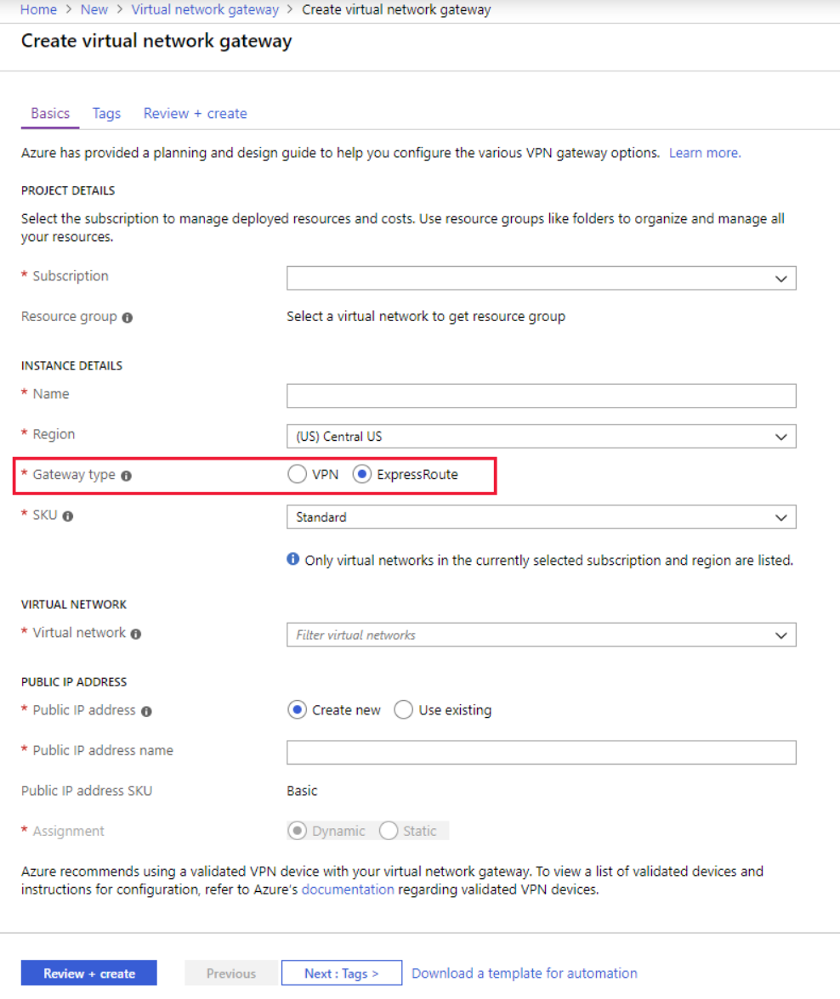 Home > New > Virtual network gateway > Create virtual network gateway
Create virtual network gateway
Basics Tags Review + create
Azure has provided a planning and design guide to help you configure the various VPN gateway options. Learn more.
PROJECT DETAILS
Select the subscription to manage deployed resources and costs. Use resource groups like folders to organize and manage all
your resources.
* Subscription
Resource group Select a virtual network to get resource group
INSTANCE DETAILS
* Name
* Region (US) Central US
* Gateway type VPN ExpressRoute
* SKU Standard
Only virtual networks in the currently selected subscription and region are listed.
VIRTUAL NETWORK
* Virtual network Filter virtual networks
PUBLIC IP ADDRESS
* Public IP address Create new Use existing
* Public IP address name
Public IP address SKU Basic
* Assignment Dynamic Static
Azure recommends using a validated VPN device with your virtual network gateway. To view a list of validated devices and
instructions for configuration, refer to Azure's documentation regarding validated VPN devices.
Review + create Previous Next : Tags > Download a template for automation